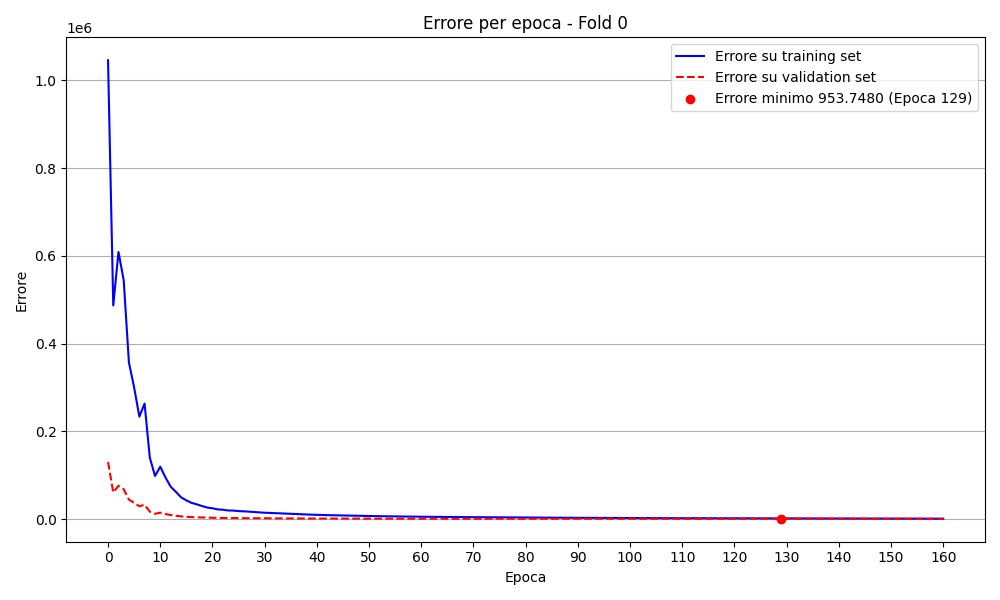 Errore per epoca - Fold 0
1e6
1.0
0.8
0.6
0.4
0.2
0.0
Errore
Errore su training set
Errore su validation set
Errore minimo 953.7480 (Epoca 129)
0 10 20 30 40 50 60 70 80 90 100 110 120 130 140 150 160
Epoca